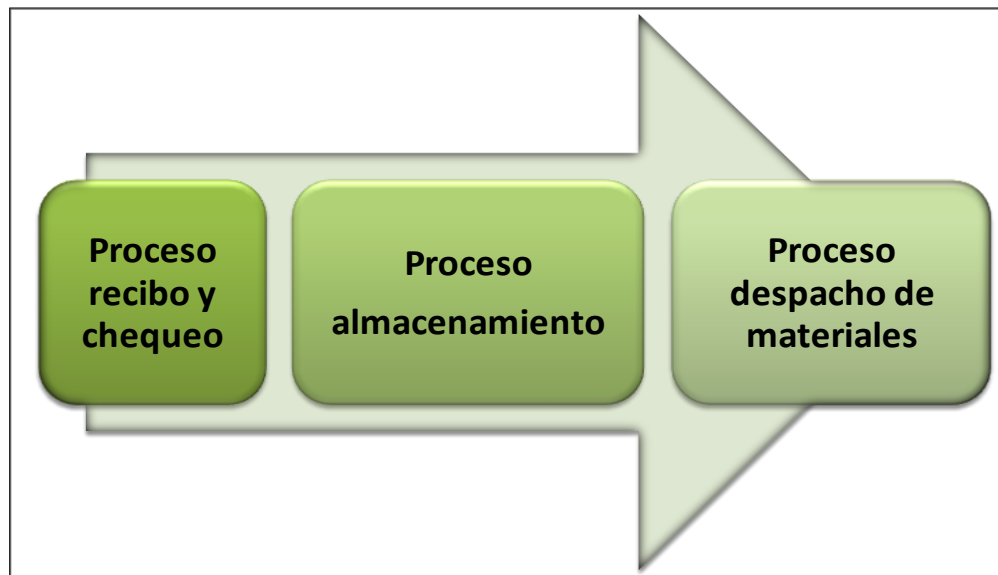 Proceso
recibo y
chequeo
Proceso
almacenamiento
Proceso
despacho de
materiales